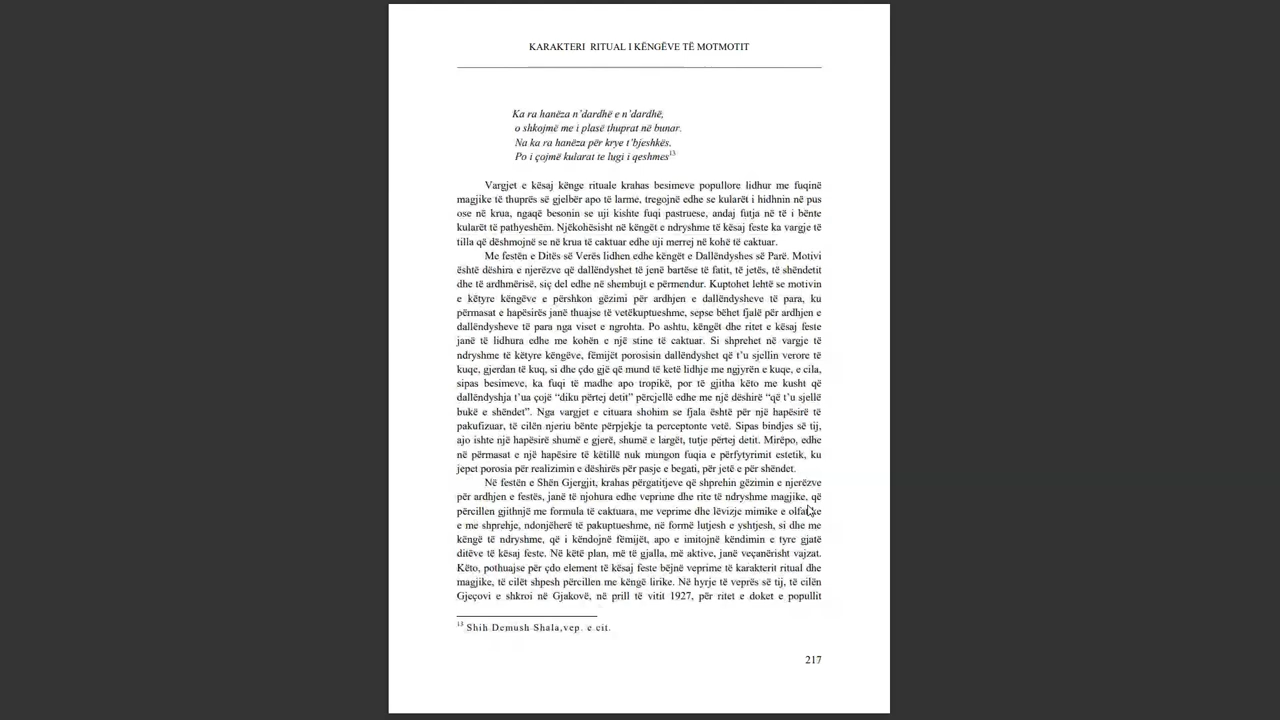 KARAKTERI RITUAL I KËNGËVE TË MOTMOTIT
Ka ra hanëza n’dardhë e n’dardhë,
o shkojmë me i plasë thuprat në bunar.
Na ka ra hanëza për krye t’bjeshkës.
Po i çojmë kularat te lugi i qeshmes13
Vargjet e kësaj kënge rituale krahas besimeve popullore lidhur me fuqinë
magjike të thuprës së gjelbër apo të larme, tregojnë edhe se kularët i hidhnin në pus
ose në krua, ngaqë besonin se uji kishte fuqi pastruese, andaj futja në të i bënte
kularët të pathyeshëm. Njëkohësisht në këngët e ndryshme të kësaj feste ka vargje të
tilla që dëshmojnë se në krua të caktuar edhe uji merrej në kohë të caktuar.
Me festën e Ditës së Verës lidhen edhe këngët e Dallëndyshes së Parë. Motivi
është dëshira e njerëzve që dallëndyshet të jenë bartëse të fatit, të jetës, të shëndetit
dhe të ardhmërisë, siç del edhe në shembujt e përmendur. Kuptohet lehtë se motivin
e këtyre këngëve e përshkon gëzimi për ardhjen e dallëndysheve të para, ku
përmasat e hapësirës janë thuajse të vetëkuptueshme, sepse bëhet fjalë për ardhjen e
dallëndysheve të para nga viset e ngrohta. Po ashtu, këngët dhe ritet e kësaj feste
janë të lidhura edhe me kohën e një stine të caktuar. Si shprehet në vargje të
ndryshme të këtyre këngëve, fëmijët porosisin dallëndyshet që t’u sjellin verore të
kuqe, gjerdan të kuq, si dhe çdo gjë që mund të ketë lidhje me ngjyrën e kuqe, e cila,
sipas besimeve, ka fuqi të madhe apo tropikë, por të gjitha këto me kusht që
dallëndyshja t’ua çojë “diku përtej detit” përcjellë edhe me një dëshirë “që t’u sjellë
bukë e shëndet”. Nga vargjet e cituara shohim se fjala është për një hapësirë të
pakufizuar, të cilën njeriu bënte përpjekje ta perceptonte vetë. Sipas bindjes së tij,
ajo ishte një hapësirë shumë e gjerë, shumë e largët, tutje përtej detit. Mirëpo, edhe
në përmasat e një hapësire të këtillë nuk mungon fuqia e përfytyrimit estetik, ku
jepet porosia për realizimin e dëshirës për pasje e begati, për jetë e për shëndet.
Në festën e Shën Gjergjit, krahas përgatitjeve që shprehin gëzimin e njerëzve
për ardhjen e festës, janë të njohura edhe veprime dhe rite të ndryshme magjike, që
përcillen gjithnjë me formula të caktuara, me veprime dhe lëvizje mimike e
e me shprehje, ndonjëherë të pakuptueshme, në formë lutjesh e yshtjesh, si dhe me
këngë të ndryshme, që i këndojnë fëmijët, apo e imitojnë këndimin e tyre gjatë
ditëve të kësaj feste. Në këtë plan, më të gjalla, më aktive, janë veçanërisht vajzat.
Këto, pothuajse për çdo element të kësaj feste bëjnë veprime të karakterit ritual dhe
magjike, të cilët shpesh përcillen me këngë lirike. Në hyrje të veprës së tij, të cilën
Gjeçovi e shkroi në Gjakovë, në prill të vitit 1927, për ritet e doket e popullit
13 Shih Demush Shala,vep. e cit.
217